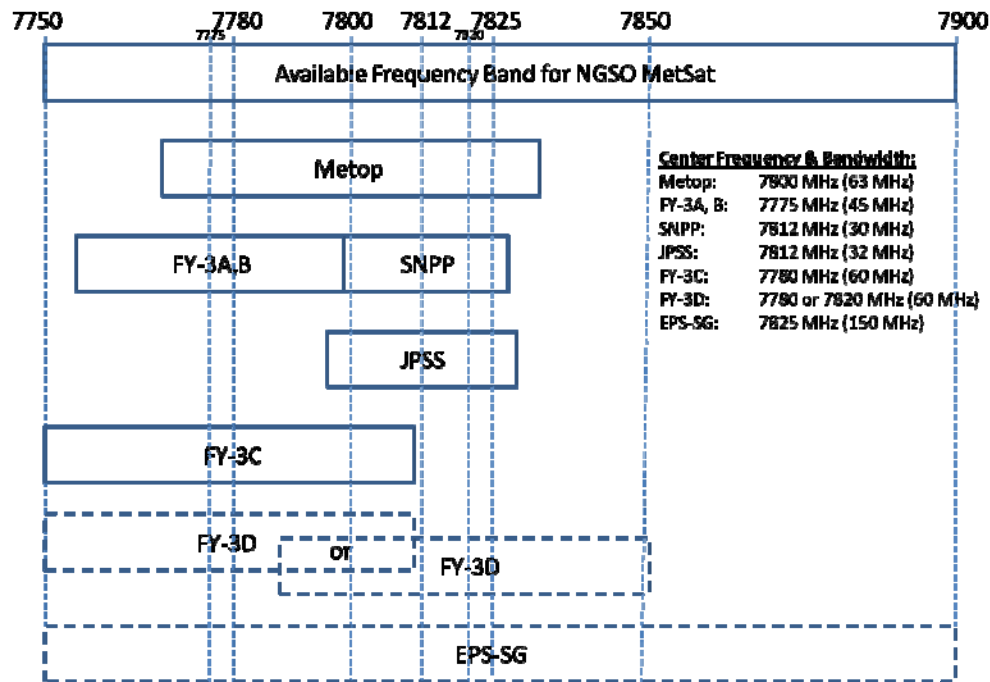 7750 7780 7800 7812 7825 7850 7900
7775 7820
Available Frequency Band for NGSO MetSat
Metop
Center Frequency & Bandwidth:
Metop: 7800 MHz (63 MHz)
FY-3A, B: 7775 MHz (45 MHz)
SNPP: 7812 MHz (30 MHz)
JPSS: 7812 MHz (32 MHz)
FY-3C: 7780 MHz (60 MHz)
FY-3D: 7780 or 7820 MHz (60 MHz)
EPS-SG: 7825 MHz (150 MHz)
FY-3A,B SNPP
JPSS
FY-3C
FY-3D or FY-3D
EPS-SG